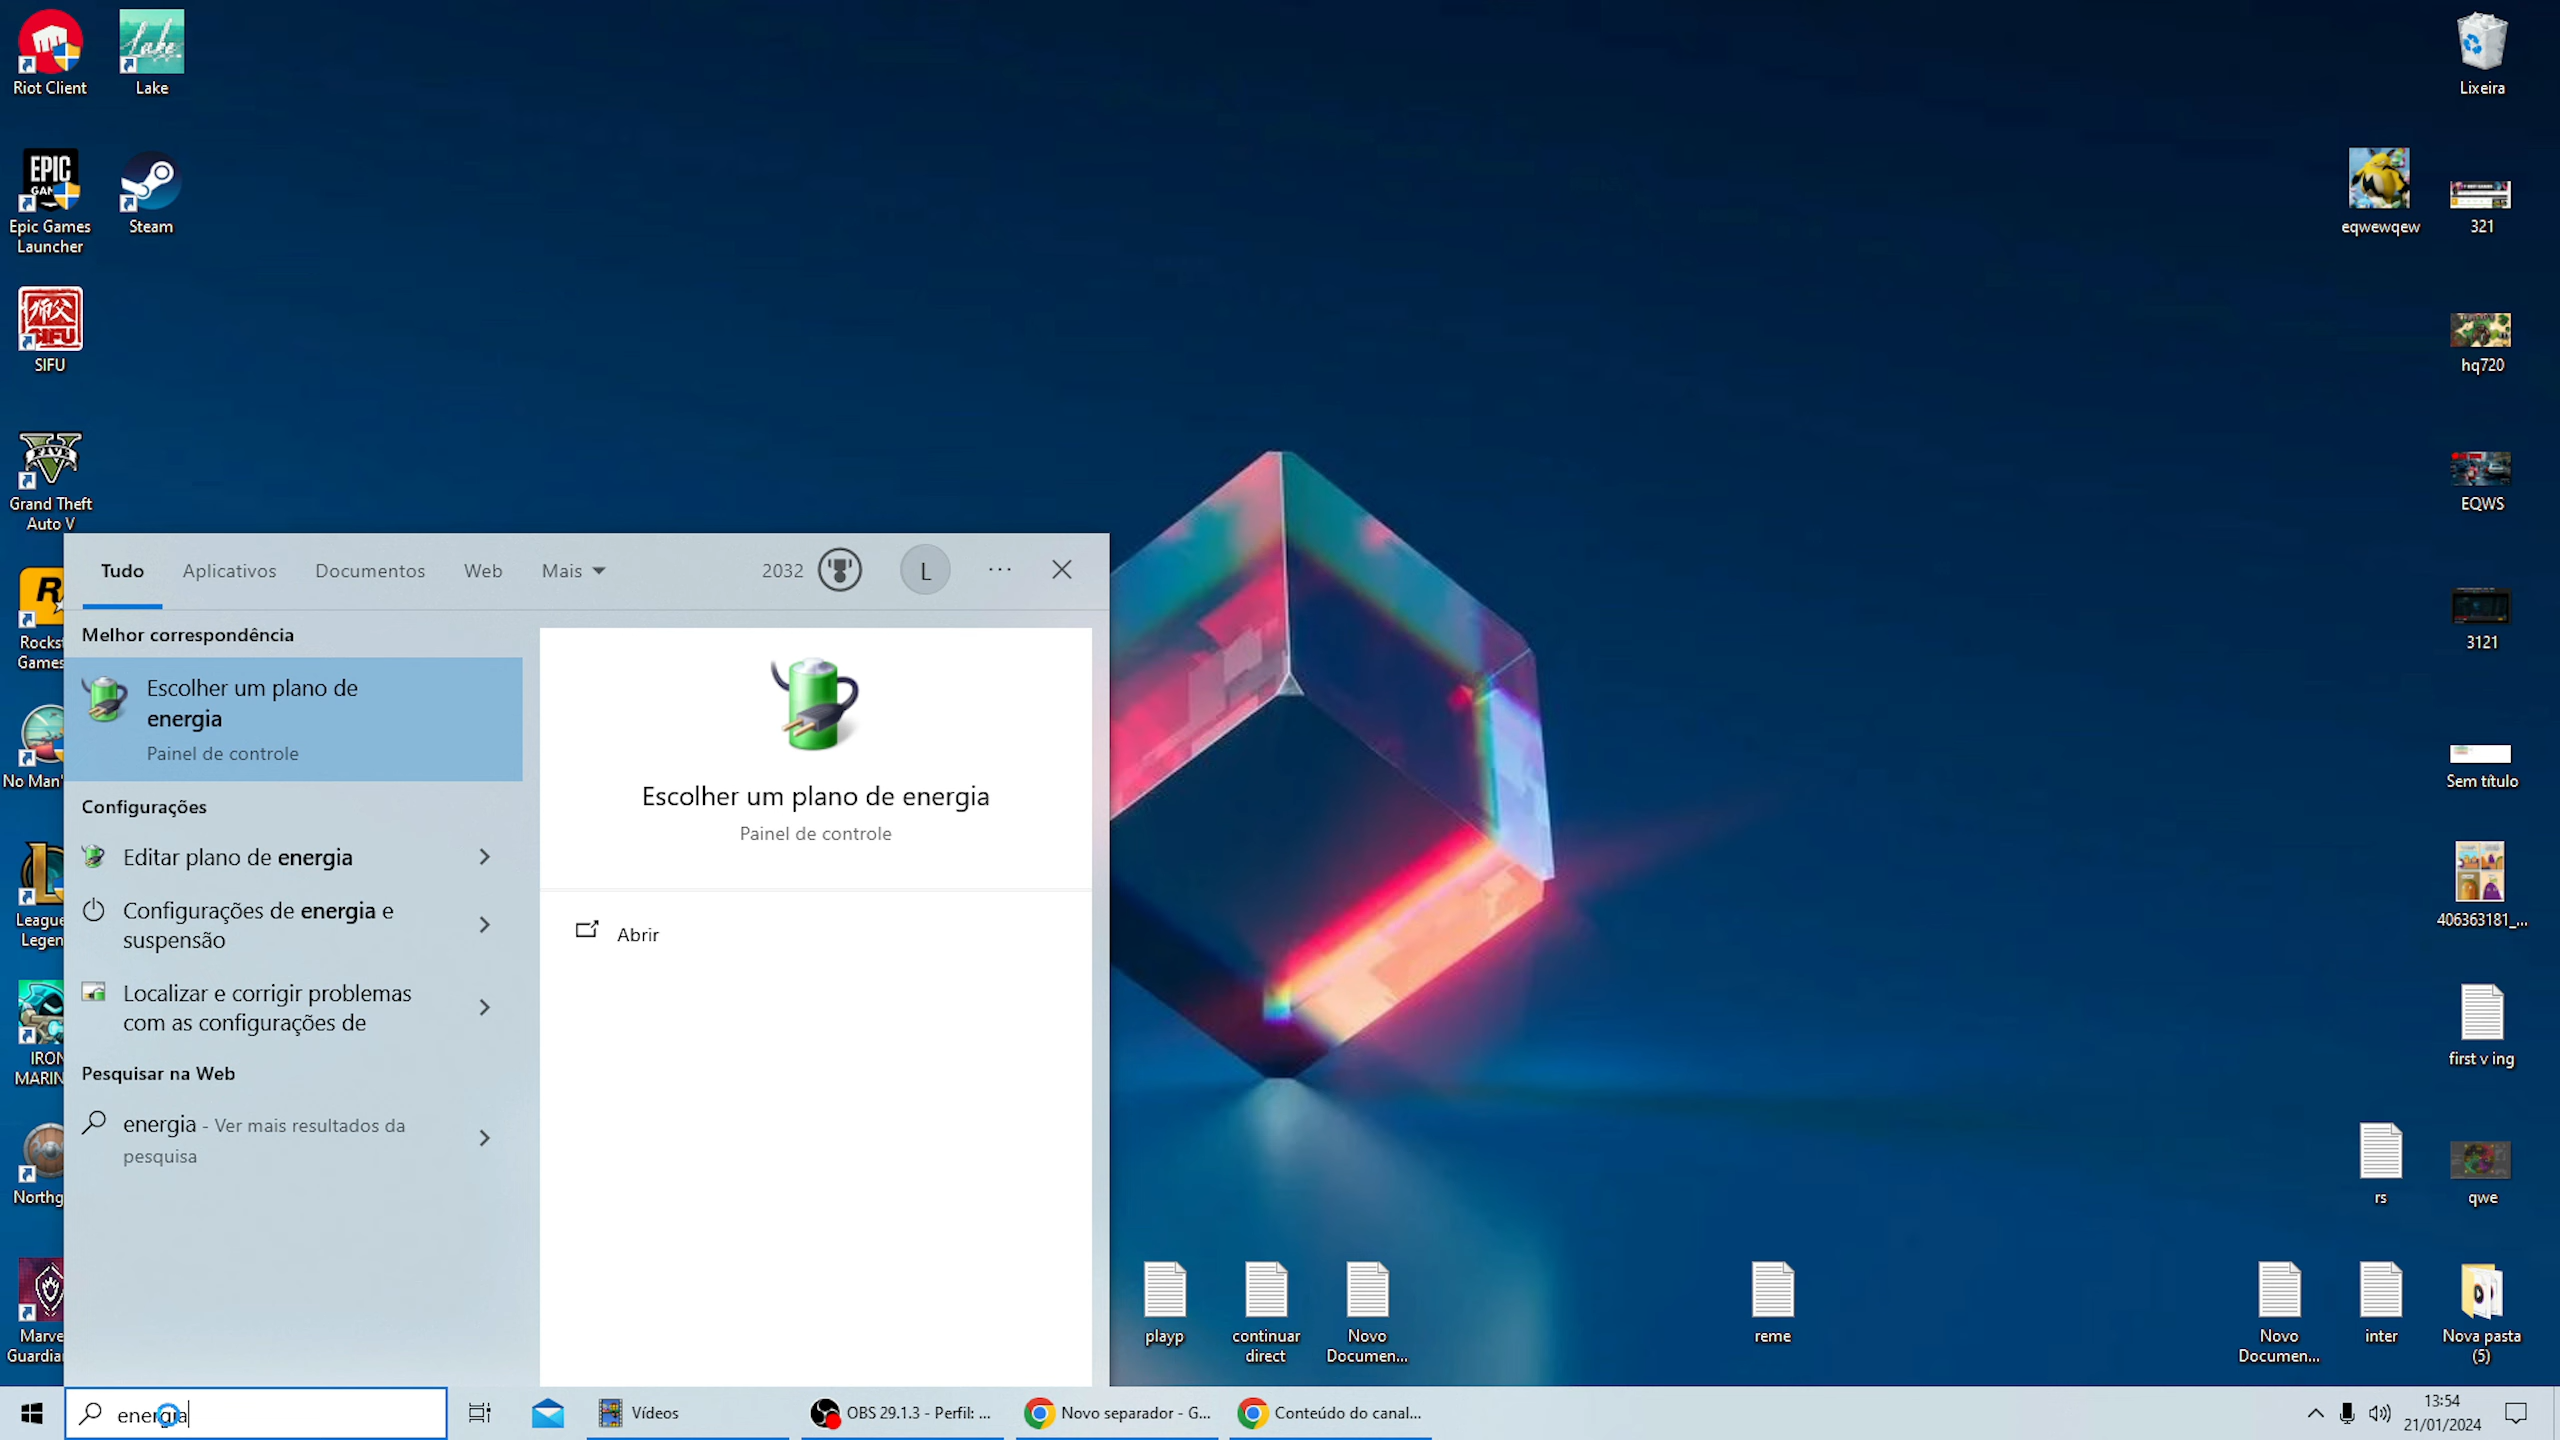 Riot Client
Lake
Lixeira
EPIC
Epic Games
Launcher
Steam
eqwewqew
321
SIFU
hq720
FIVE
Grand Theft
Auto V
EQWS
Tudo
Aplicativos
Documentos
Web
Mais
2032
L
Rockst
Games
3121
Melhor correspondência
Escolher um plano de
energia
Painel de controle
Escolher um plano de energia
Painel de controle
Abrir
No Man'
Sem título
Configurações
Editar plano de energia
Configurações de energia e
suspensão
Localizar e corrigir problemas
com as configurações de
League
Legen
406363181_...
IRON
MARIN
first v ing
Pesquisar na Web
energia - Ver mais resultados da
pesquisa
Northg
rs
qwe
Marve
Guardian
playp
continuar
direct
Novo
Documen...
reme
Novo
Documen...
inter
Nova pasta
(5)
energia
Vídeos
OBS 29.1.3 - Perfil: ...
Novo separador - G...
Conteúdo do canal...
13:54
21/01/2024